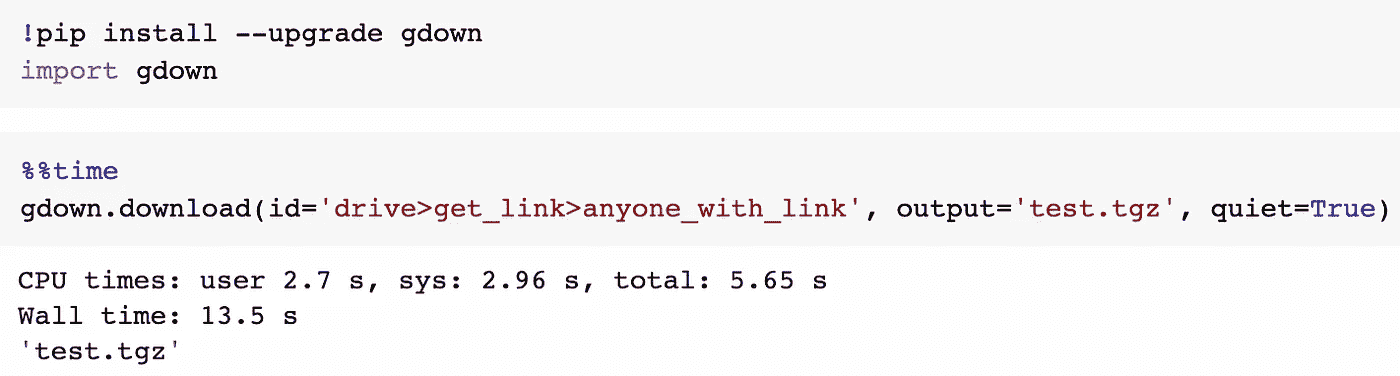 !pip install --upgrade gdown
import gdown
%%time
gdown.download(id='drive>get_link>anyone_with_link', output='test.tgz', quiet=True)
CPU times: user 2.7 s, sys: 2.96 s, total: 5.65 s
Wall time: 13.5 s
'test.tgz'